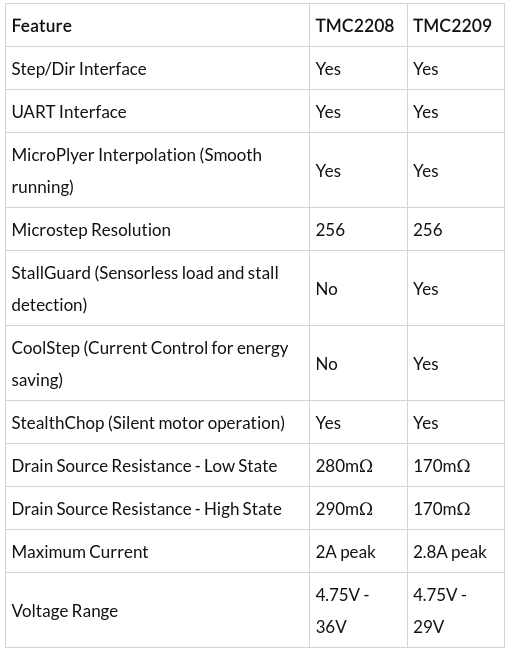 Feature TMC2208 TMC2209
Step/Dir Interface Yes Yes
UART Interface Yes Yes
MicroPlyer Interpolation (Smooth
running) Yes Yes
Microstep Resolution 256 256
StallGuard (Sensorless load and stall
detection) No Yes
CoolStep (Current Control for energy
saving) No Yes
StealthChop (Silent motor operation) Yes Yes
Drain Source Resistance - Low State 280mΩ 170mΩ
Drain Source Resistance - High State 290mΩ 170mΩ
Maximum Current 2A peak 2.8A peak
Voltage Range 4.75V - 4.75V -
36V 29V